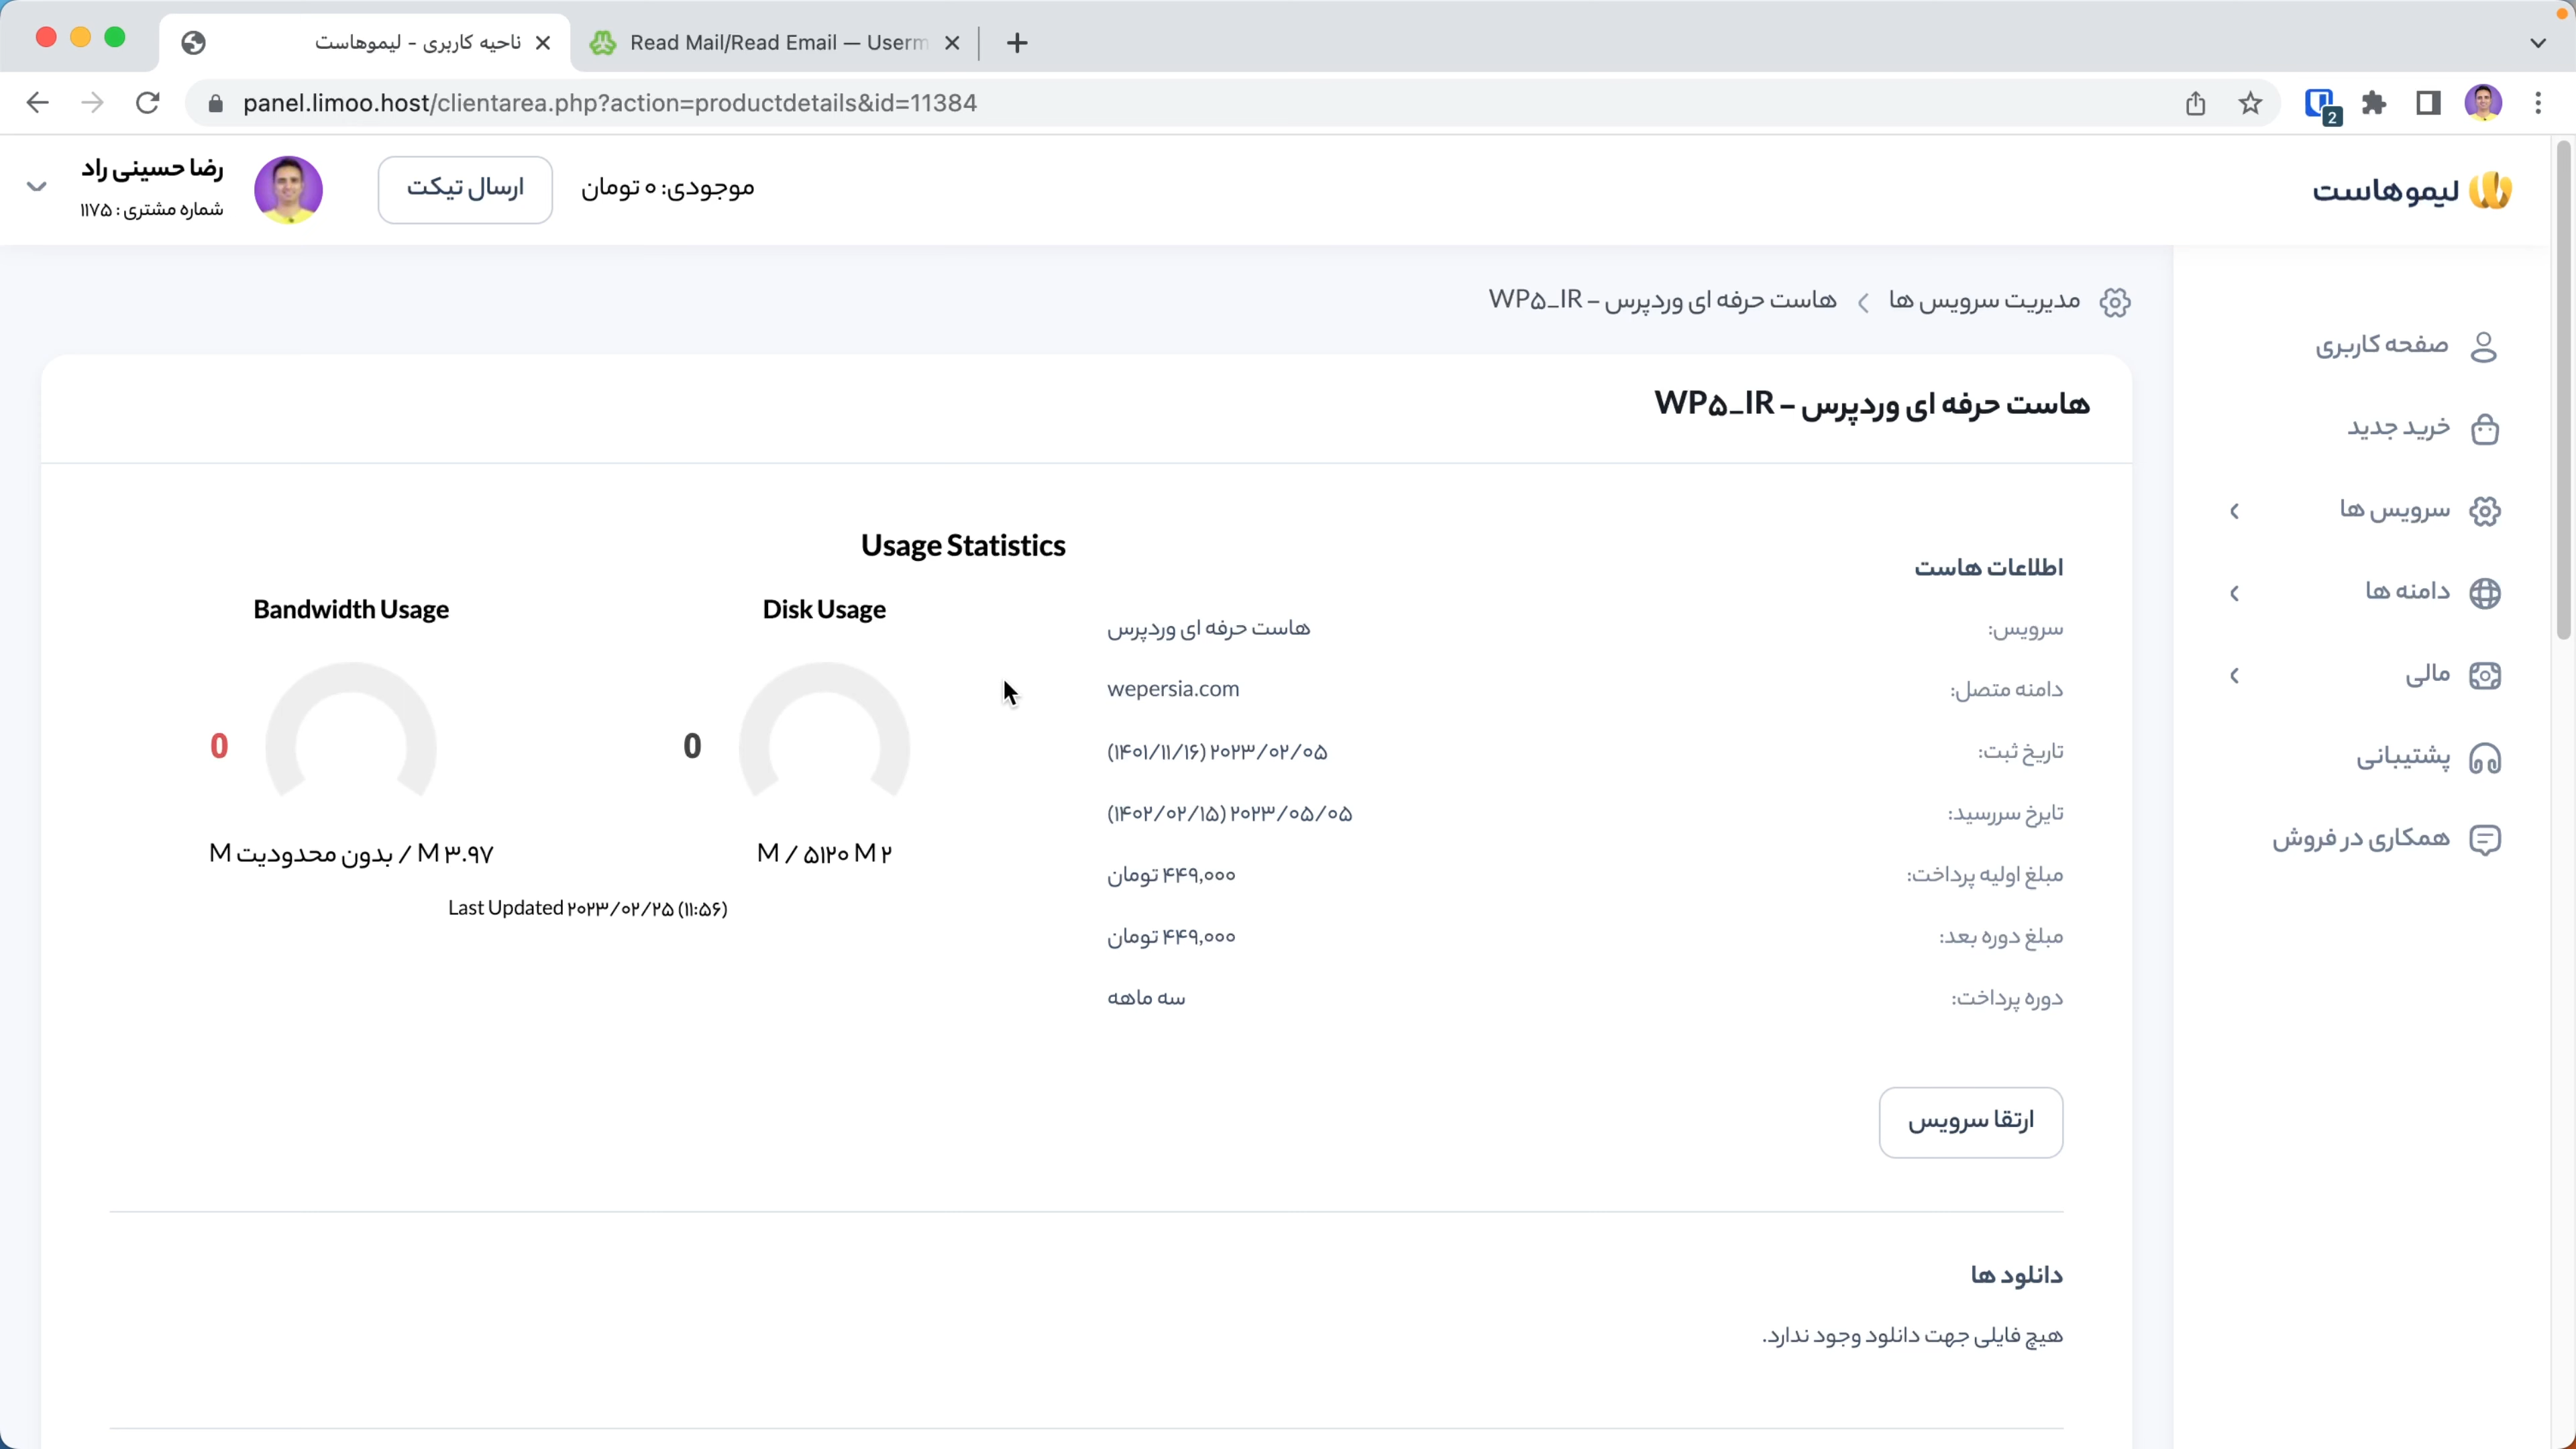 ناحیه کاربری - لیموهاست
Read Mail/Read Email — Userm
panel.limoo.host/clientarea.php?action=productdetails&id=11384
2
لیموهاست
موجودی: ۰ تومان
ارسال تیکت
رضا حسینی راد
شماره مشتری : ۱۱۷۵
صفحه کاربری
خرید جدید
سرویس ها
دامنه ها
مالی
پشتیبانی
همکاری در فروش
مدیریت سرویس ها
هاست حرفه ای وردپرس - WP۵_IR
هاست حرفه ای وردپرس - WP۵_IR
اطلاعات هاست
سرویس: هاست حرفه ای وردپرس
دامنه متصل: wepersia.com
تاریخ ثبت: ۲۰۲۳/۰۲/۰۵ (۱۴۰۱/۱۱/۱۶)
تایرخ سررسید: ۲۰۲۳/۰۵/۰۵ (۱۴۰۲/۰۲/۱۵)
مبلغ اولیه پرداخت: ۴۴۹,۰۰۰ تومان
مبلغ دوره بعد: ۴۴۹,۰۰۰ تومان
دوره پرداخت: سه ماهه
Usage Statistics
Disk Usage
0
M / ۵۱۲۰ M ۲
Bandwidth Usage
0
۳.۹۷ M / بدون محدودیت M
Last Updated ۲۰۲۳/۰۲/۲۵ (۱۱:۵۶)
ارتقا سرویس
دانلود ها
هیچ فایلی جهت دانلود وجود ندارد.